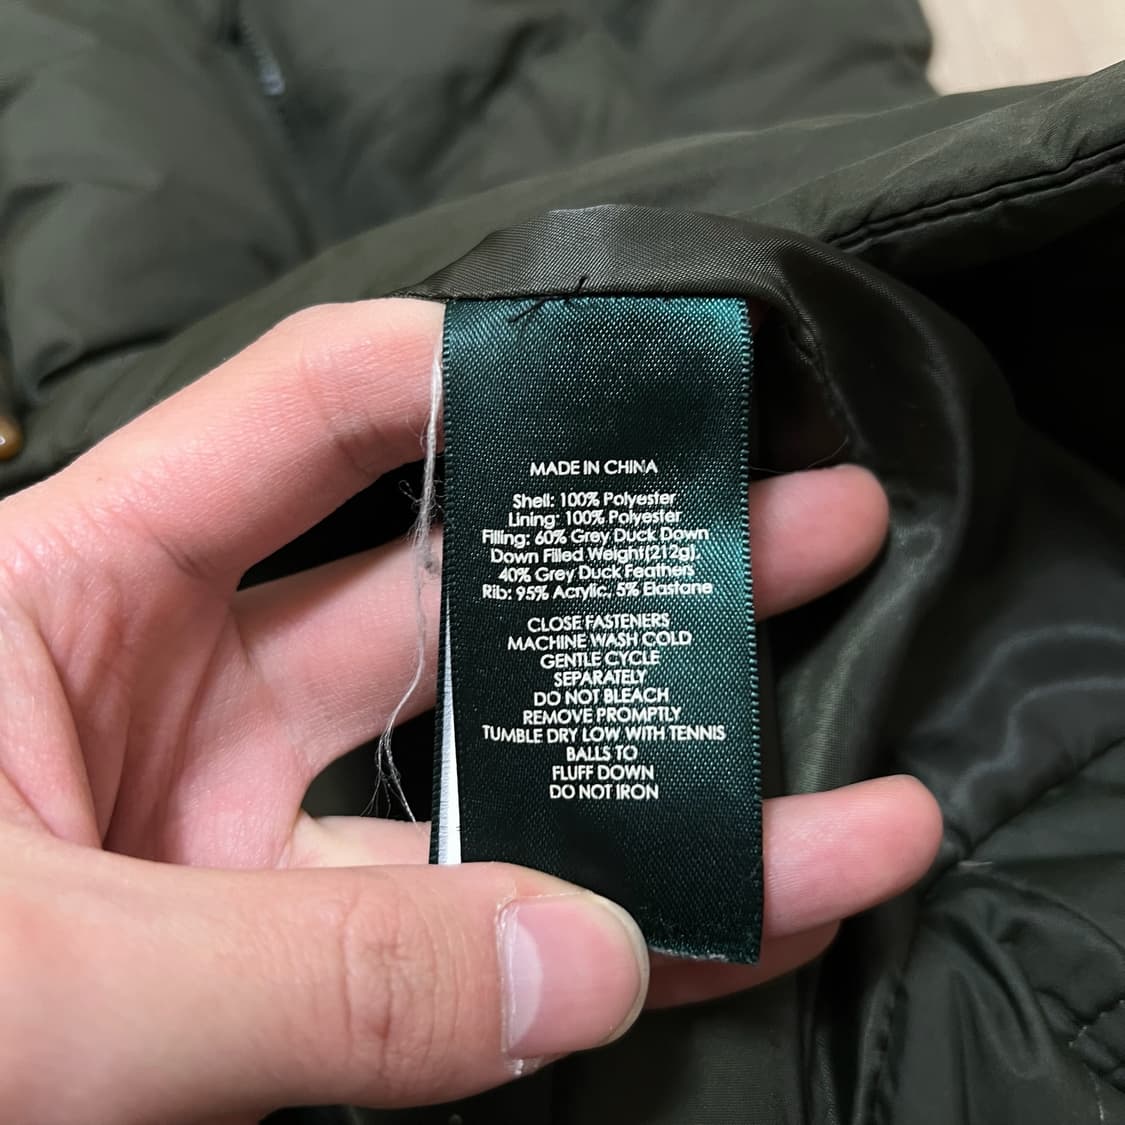 MADE IN CHINA
Shell: 100% Polyester
Lining: 100% Polyester
Filling: 60% Grey Duck Down
Down Filled Weight(212g),
40% Grey Duck Feathers
Rib: 95% Acrylic, 5% Elastane
CLOSE FASTENERS
MACHINE WASH COLD
GENTLE CYCLE
SEPARATELY
DO NOT BLEACH
REMOVE PROMPTLY
TUMBLE DRY LOW WITH TENNIS
BALLS TO
FLUFF DOWN
DO NOT IRON